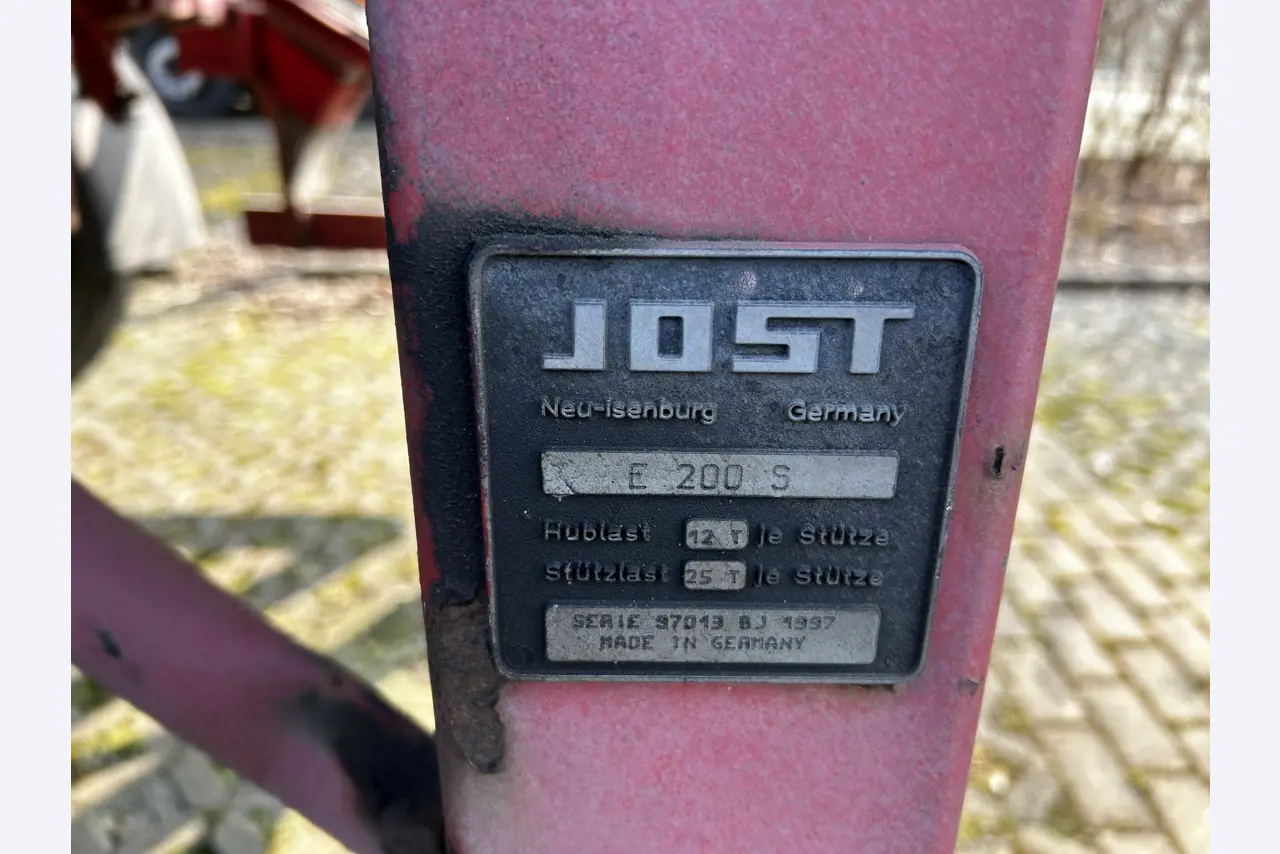 JOST
Neu-Isenburg Germany
E 200 S
Hublast 12 T je Stütze
Stützlast 25 T je Stütze
SERIE 97013 BJ 1997
MADE IN GERMANY